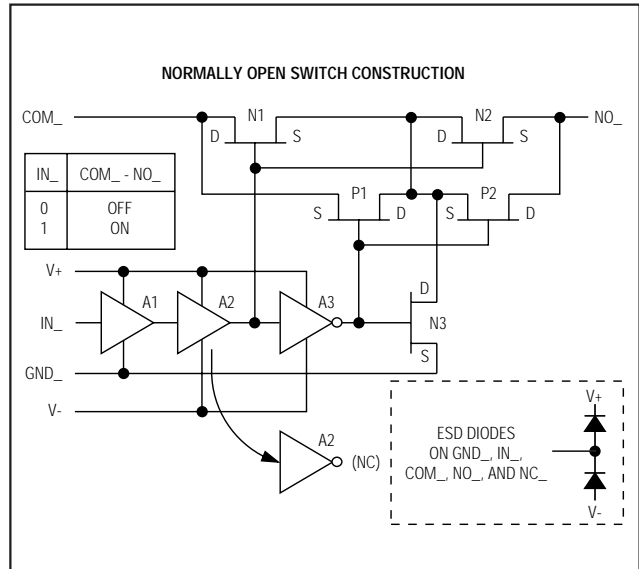 NORMALLY OPEN SWITCH CONSTRUCTION
COM_
N1
N2
NO_
D
S
D
S
IN_ COM_ - NO_
0 OFF
1 ON
P1
P2
S
D
S
D
V+
A1
A2
A3
D
N3
IN_
S
GND_
V-
A2
(NC)
V+
ESD DIODES
ON GND_, IN_,
COM_, NO_, AND NC_
V-